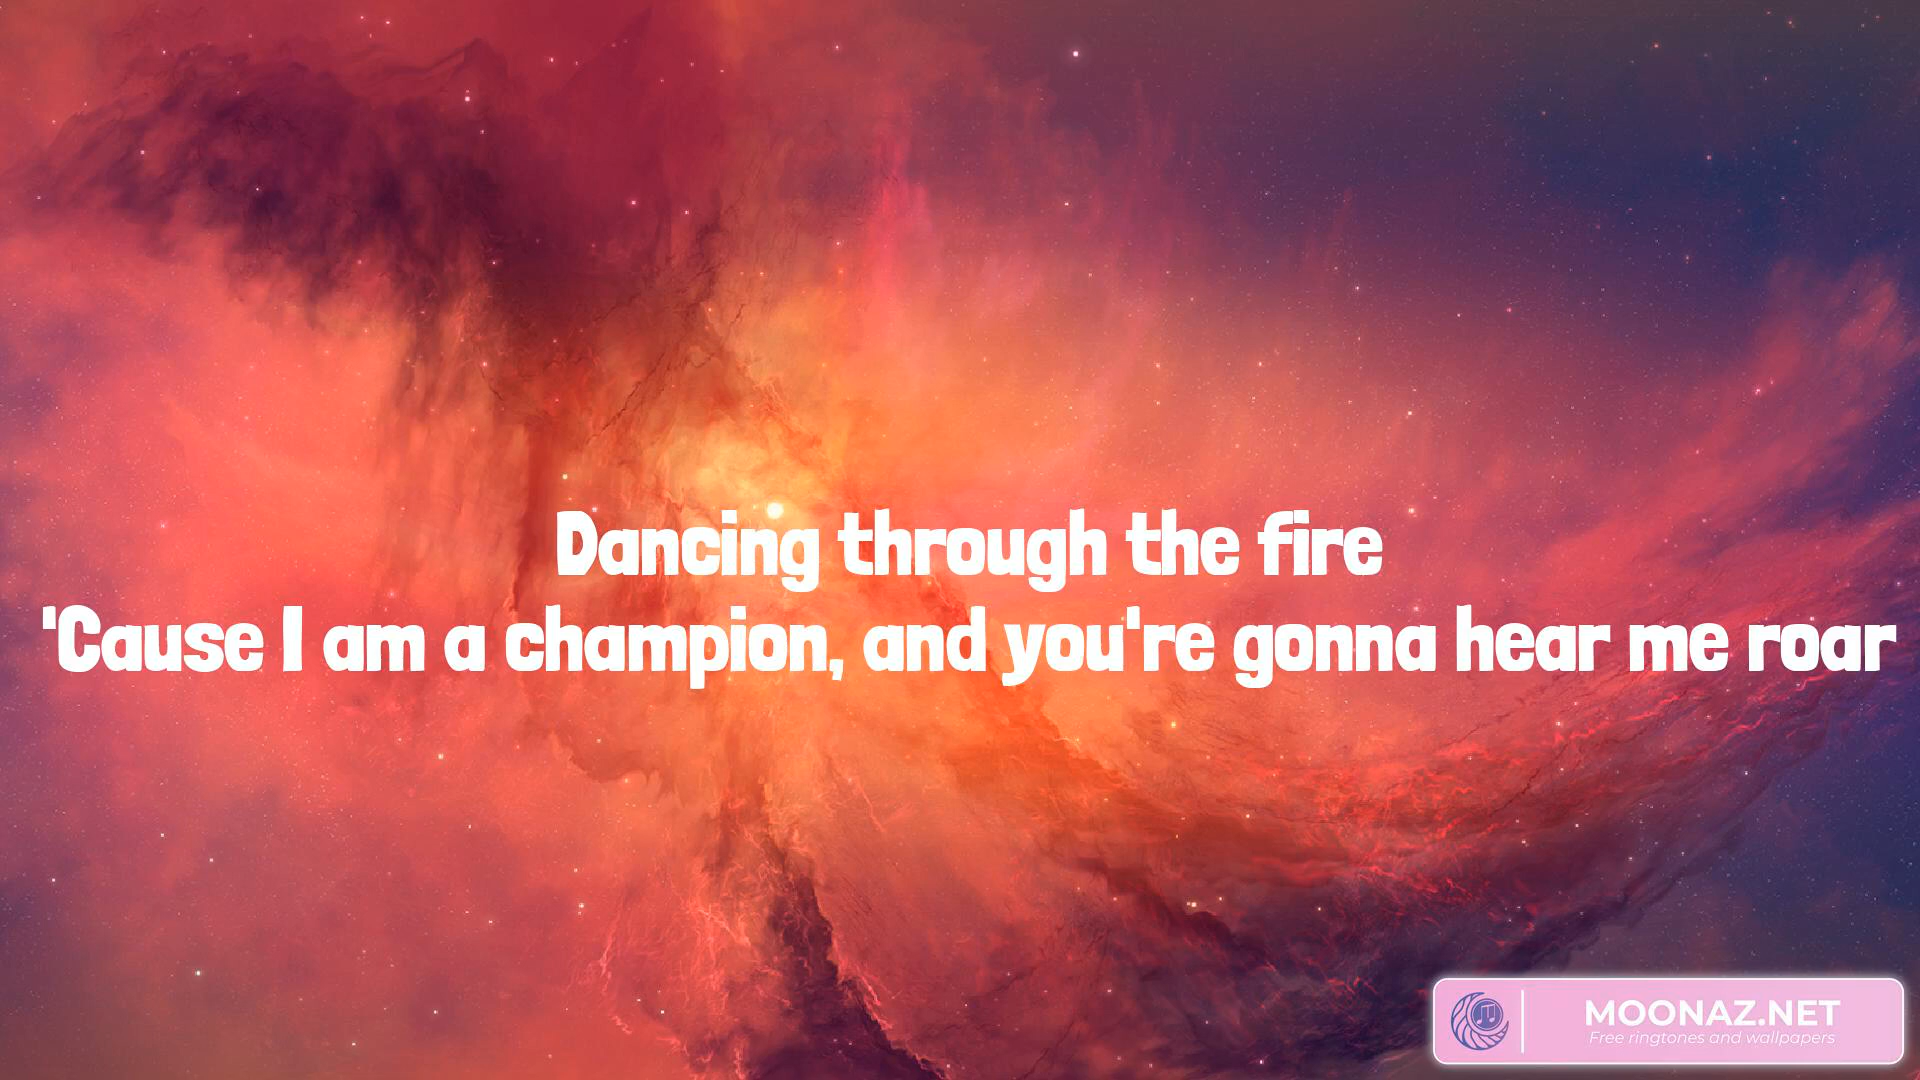 Dancing through the fire
'Cause I am a champion, and you're gonna hear me roar
MOONAZ.NET
Free ringtones and wallpapers